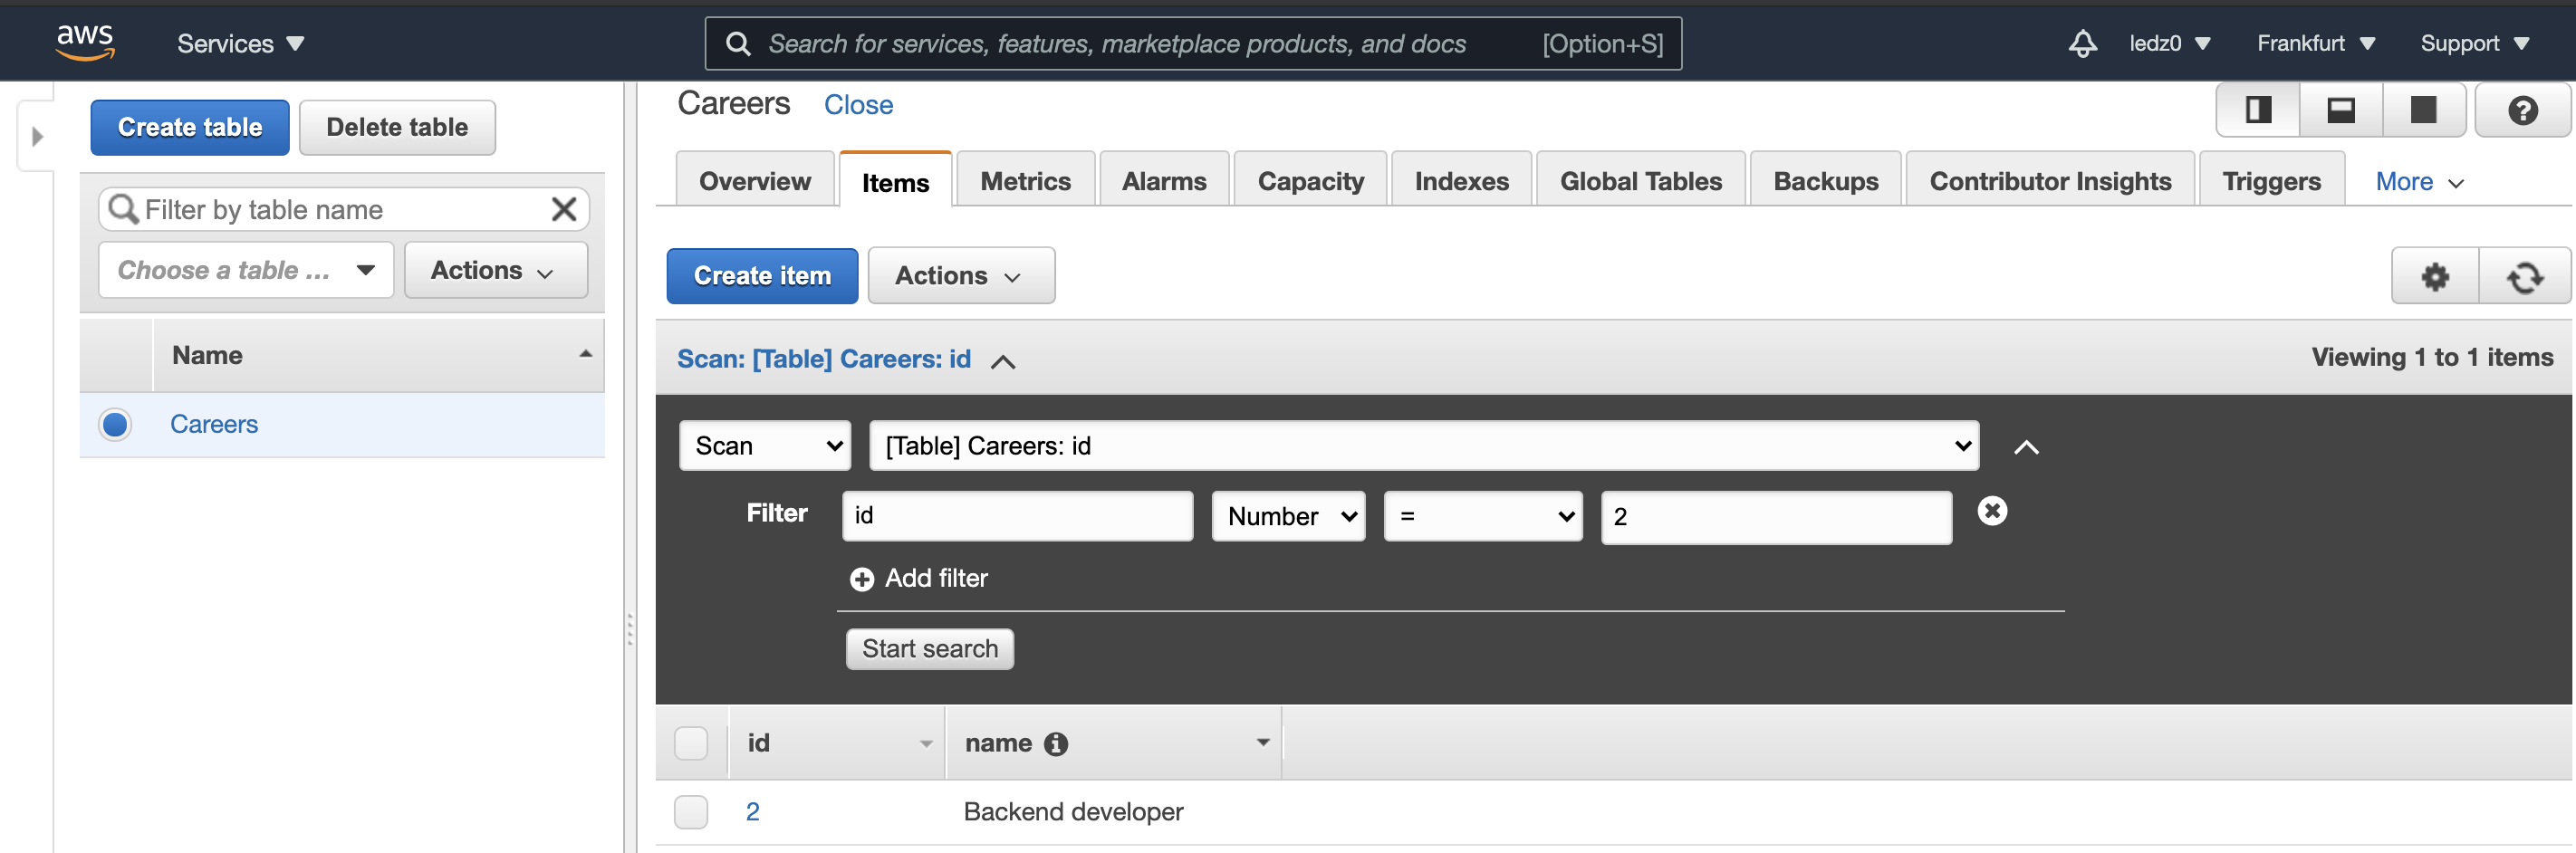 aws
Services
Search for services, features, marketplace products, and docs [Option+S]
ledz0
Frankfurt
Support
Create table
Delete table
Filter by table name
Choose a table ...
Actions
Name
Careers
Careers Close
Overview
Items
Metrics
Alarms
Capacity
Indexes
Global Tables
Backups
Contributor Insights
Triggers
More
Create item
Actions
Scan: [Table] Careers: id
Viewing 1 to 1 items
Scan
[Table] Careers: id
Filter
id
Number
=
2
Add filter
Start search
id
name
2
Backend developer